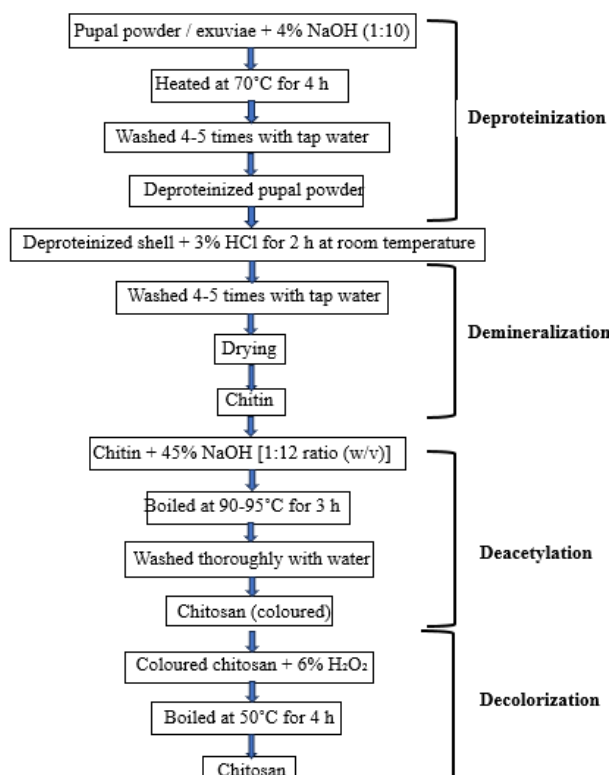 Pupal powder / exuviae + 4% NaOH (1:10)
Heated at 70°C for 4 h
Deproteinization
Washed 4-5 times with tap water
Deproteinized pupal powder
Deproteinized shell + 3% HCl for 2 h at room temperature
Washed 4-5 times with tap water
Demineralization
Drying
Chitin
Chitin + 45% NaOH [1:12 ratio (w/v)]
Boiled at 90-95°C for 3 h
Washed thoroughly with water
Deacetylation
Chitosan (coloured)
Coloured chitosan + 6% H₂O₂
Decolorization
Boiled at 50°C for 4 h
Chitosan